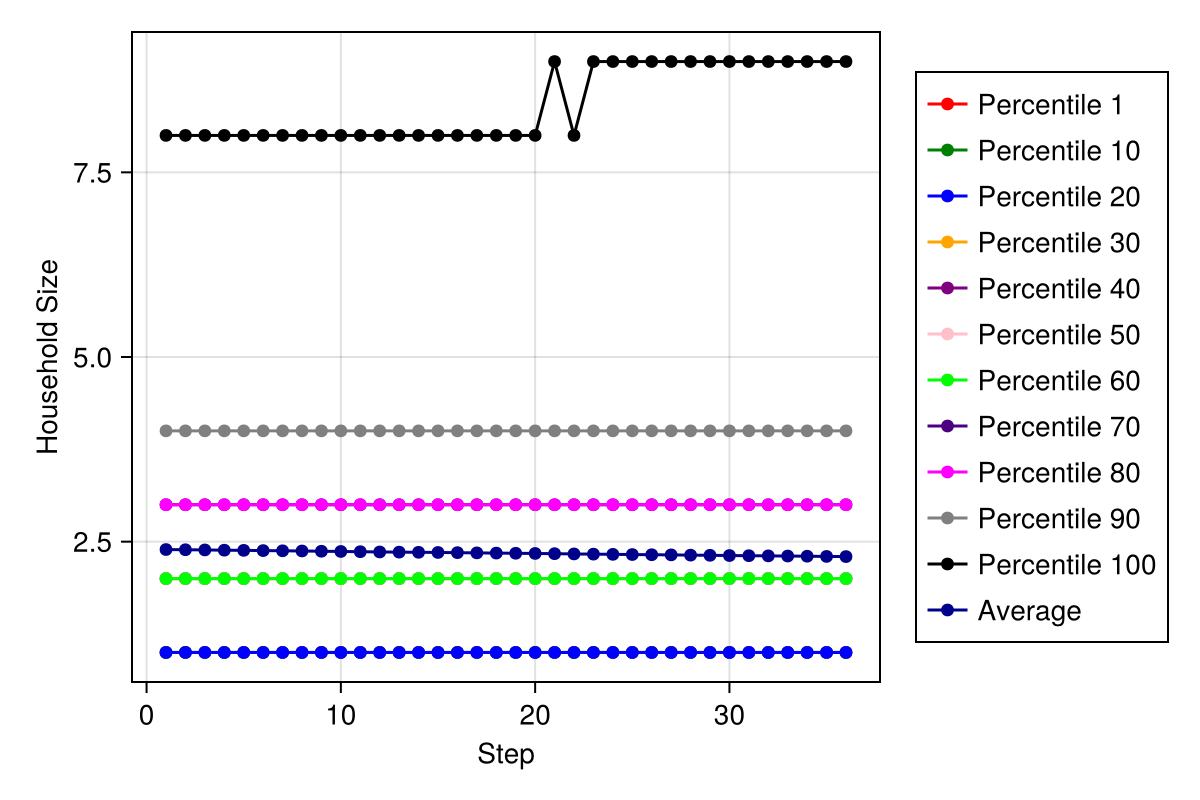 7.5
5.0
2.5
Household Size
0 10 20 30
Step
Percentile 1
Percentile 10
Percentile 20
Percentile 30
Percentile 40
Percentile 50
Percentile 60
Percentile 70
Percentile 80
Percentile 90
Percentile 100
Average